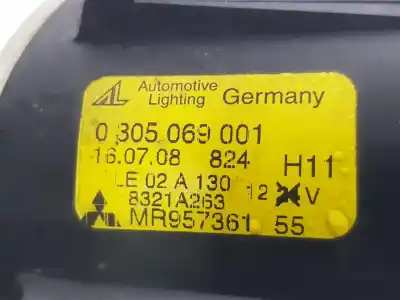 AL Automotive Lighting Germany
0 305 069 001
16.07.08 824 H11
LE 02 A 130 12 V
8321A263
MR957361 55